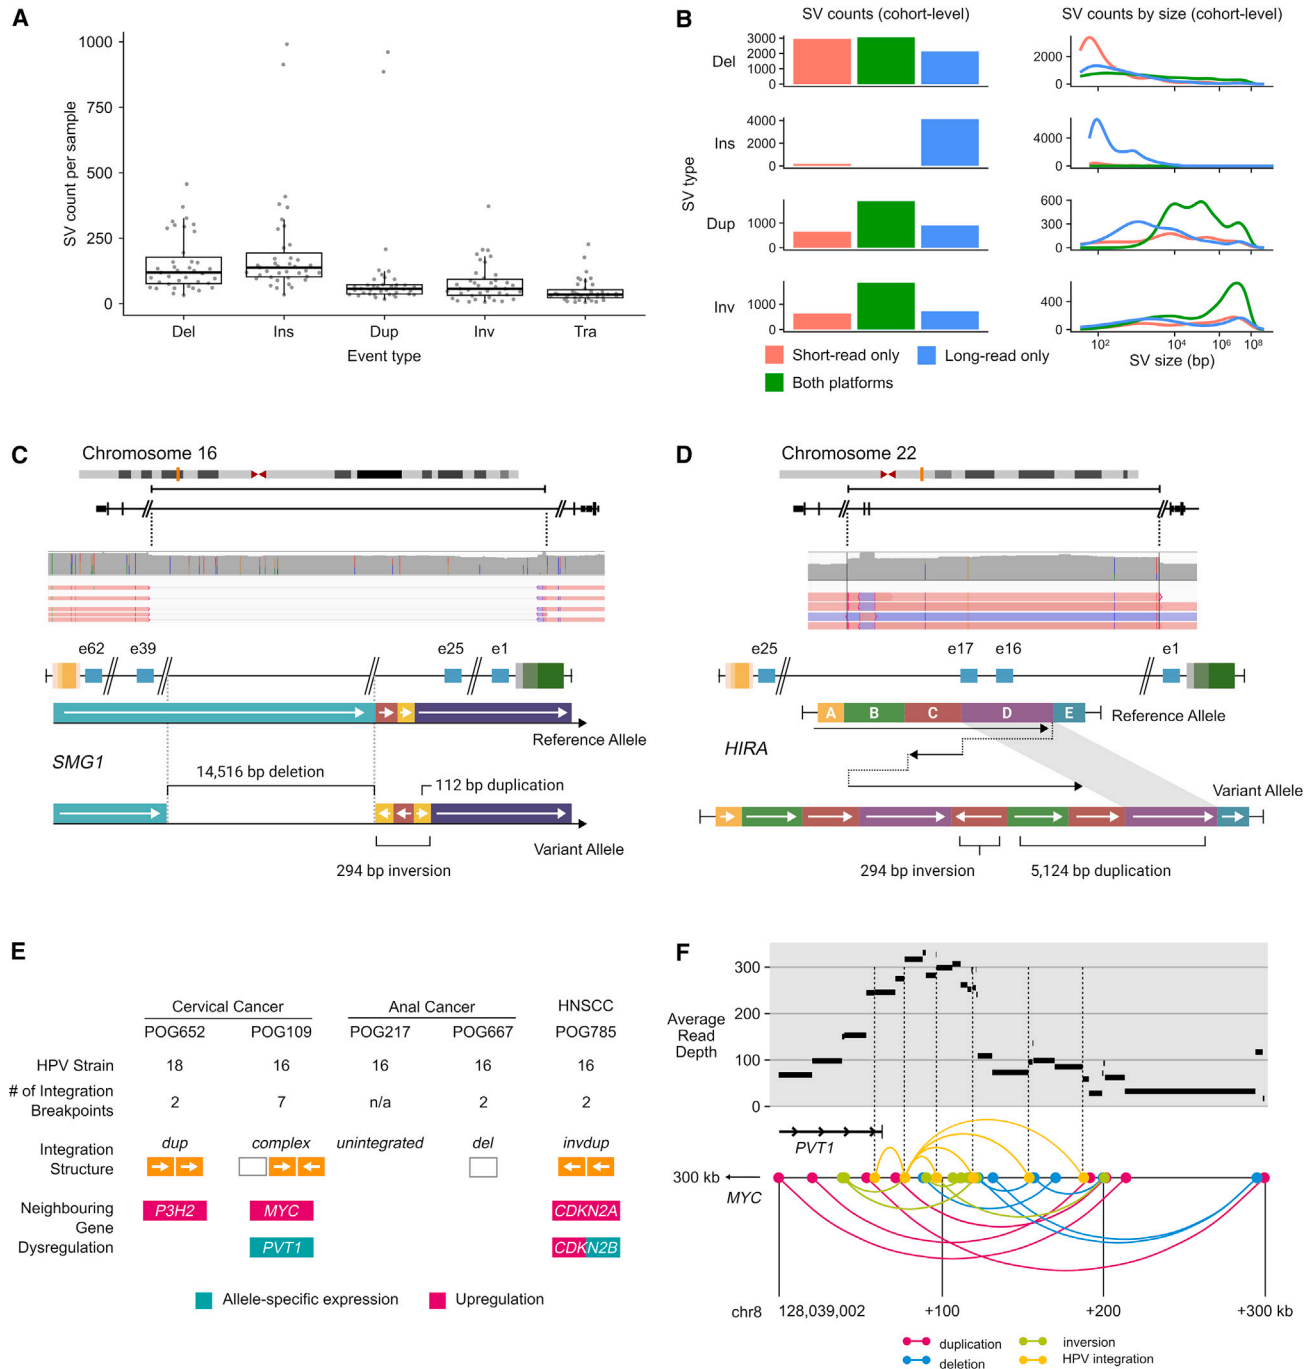 A
SV count per sample
1000
750
500
250
0
Del
Ins
Dup
Inv
Tra
Event type
B
SV counts (cohort-level)
SV counts by size (cohort-level)
SV type
Del
3000
2000
1000
0
2000
0
Ins
4000
2000
0
4000
0
Dup
1000
0
600
300
0
Inv
1000
0
400
0
10² 10⁴ 10⁶ 10⁸
SV size (bp)
Short-read only
Long-read only
Both platforms
C
Chromosome 16
e62
e39
e25
e1
Reference Allele
SMG1
14,516 bp deletion
112 bp duplication
Variant Allele
294 bp inversion
D
Chromosome 22
e25
e17
e16
e1
A B C D E
Reference Allele
HIRA
Variant Allele
294 bp inversion
5,124 bp duplication
E
Cervical Cancer
Anal Cancer
HNSCC
POG652 POG109 POG217 POG667 POG785
HPV Strain 18 16 16 16 16
# of Integration
Breakpoints
2 7 n/a 2 2
Integration
Structure
dup complex unintegrated del invdup
Neighbouring
Gene
Dysregulation
P3H2 MYC CDKN2A
PVT1 CDKN2B
Allele-specific expression
Upregulation
F
Average
Read
Depth
300
200
100
0
PVT1
300 kb
MYC
chr8 128,039,002 +100 +200 +300 kb
duplication
inversion
deletion
HPV integration